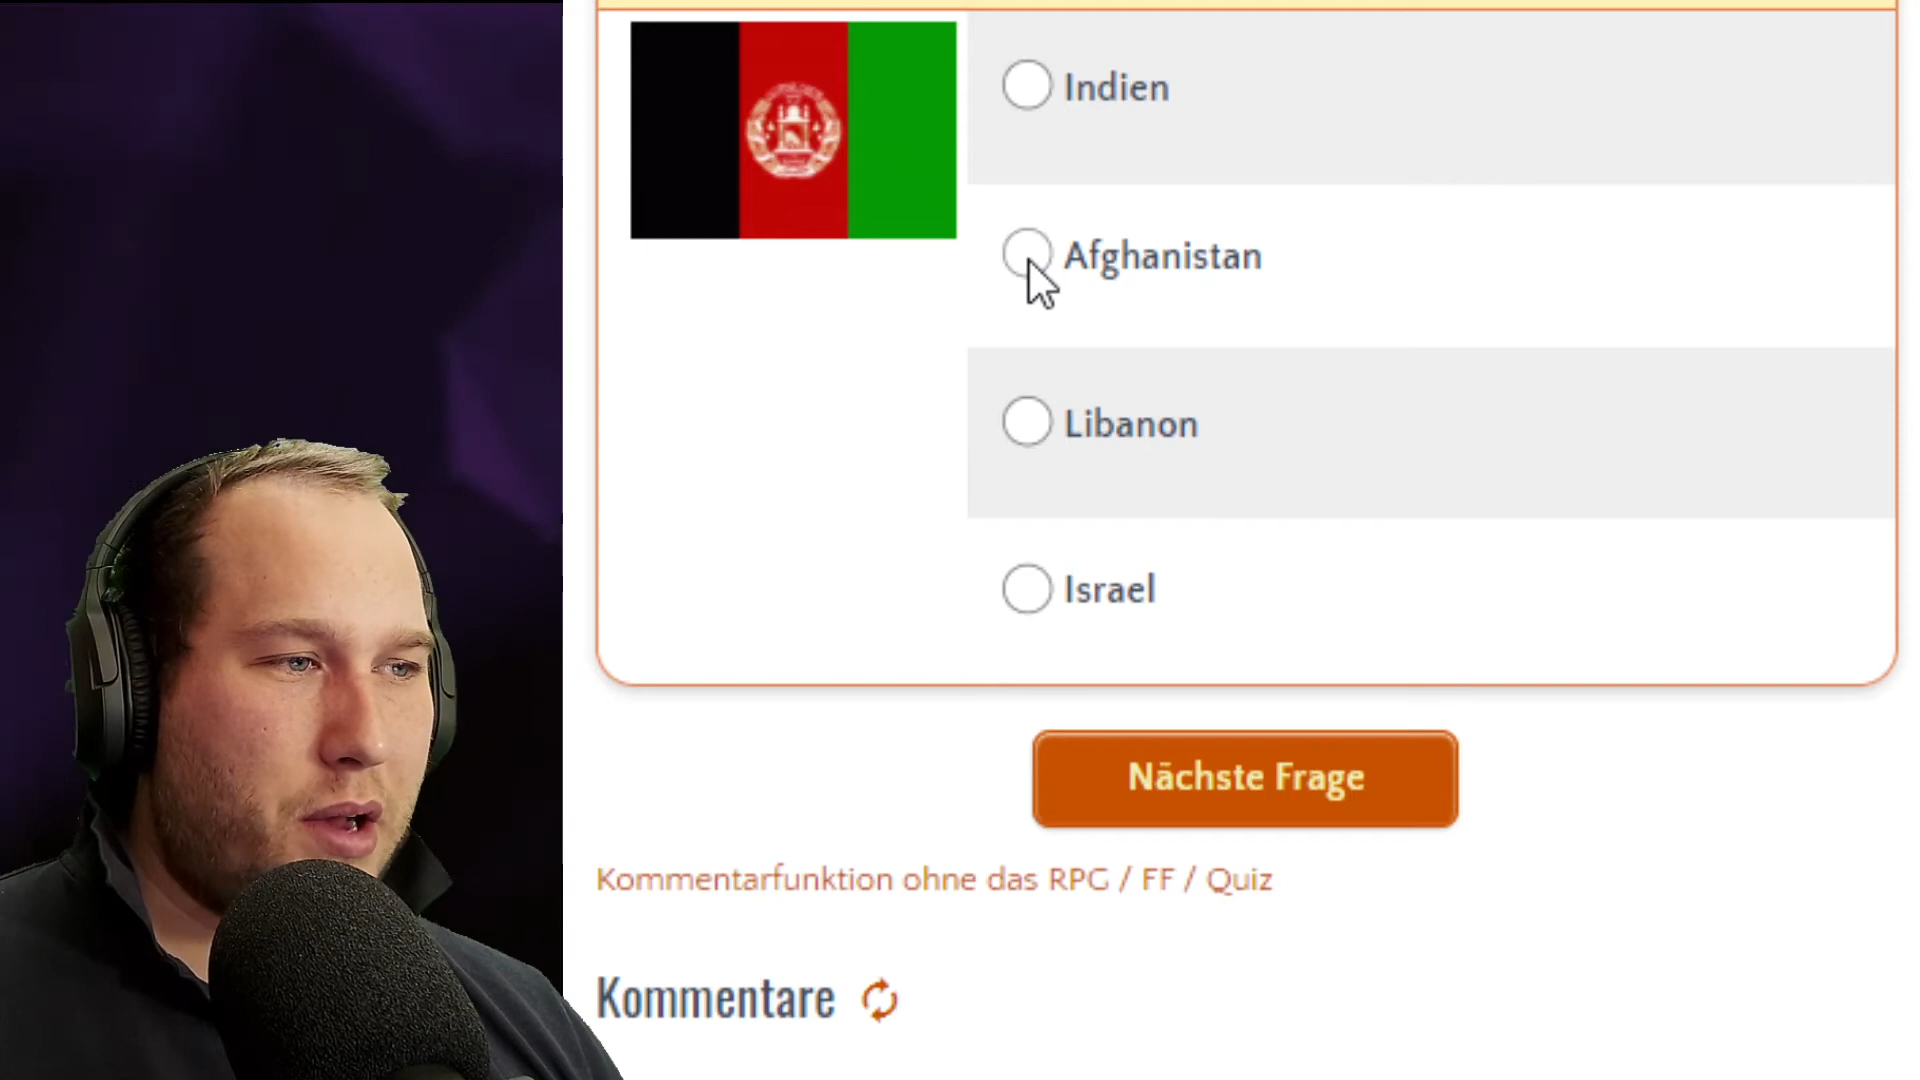 Indien
Afghanistan
Libanon
Israel
Nächste Frage
Kommentarfunktion ohne das RPG / FF / Quiz
Kommentare